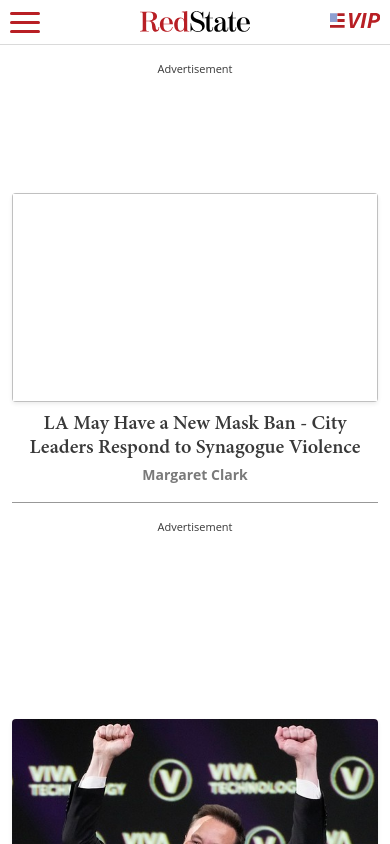 RedState
VIP
Advertisement
LA May Have a New Mask Ban - City
Leaders Respond to Synagogue Violence
Margaret Clark
Advertisement
VIVA
TECHNOLOGY
V
VIVA
TECHNOLOGY
V
VIVA